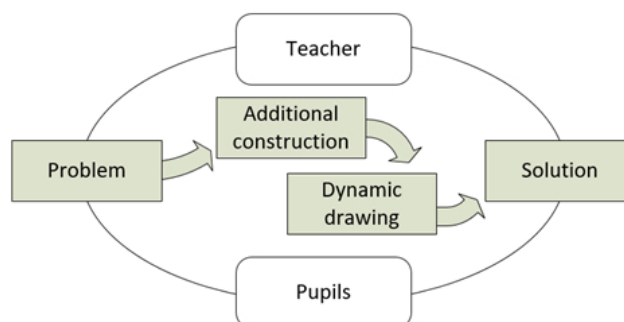 Teacher
Additional
construction
Problem
Solution
Dynamic
drawing
Pupils